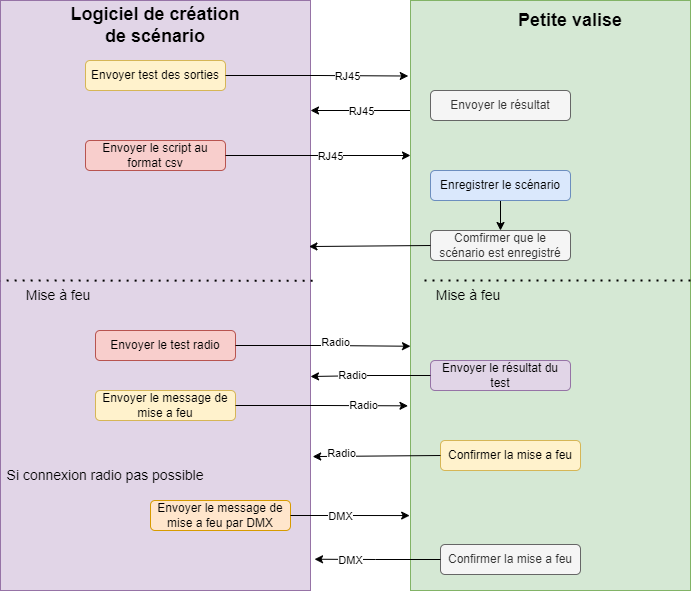 Logiciel de création
de scénario
Petite valise
Envoyer test des sorties
RJ45
Envoyer le résultat
RJ45
Envoyer le script au
format csv
RJ45
Enregistrer le scénario
Comfirmer que le
scénario est enregistré
Mise à feu
Mise à feu
Envoyer le test radio
Radio
Envoyer le résultat du
test
Radio
Envoyer le message de
mise a feu
Radio
Confirmer la mise a feu
Radio
Si connexion radio pas possible
Envoyer le message de
mise a feu par DMX
DMX
Confirmer la mise a feu
DMX